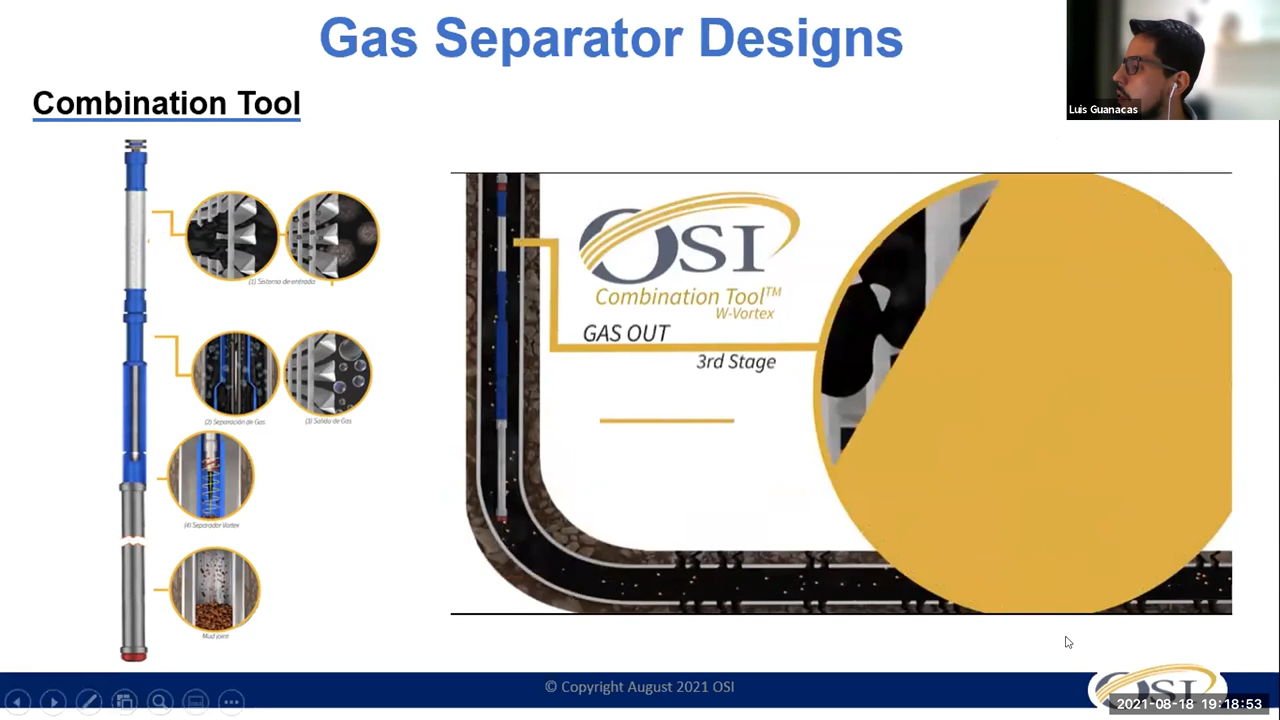 Gas Separator Designs
Combination Tool
Luis Guanacas
(1) Sistema de entrada
(2) Separación de Gas
(3) Salida de Gas
(4) Separador Vortex
Mud joint
OSI
Combination Tool™
W-Vortex
GAS OUT
3rd Stage
© Copyright August 2021 OSI
OSI
2021-08-18 19:18:53